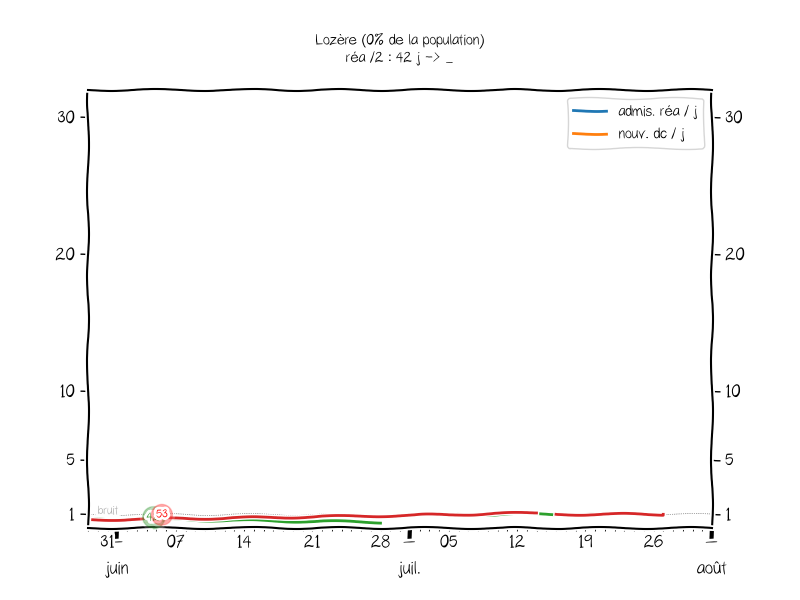 Lozère (0% de la population)
réa /2 : 42 j -> _
admis. réa / j
nouv. dc / j
30
30
20
20
10
10
5
5
bruit
53
1
1
31
07
14
21
28
05
12
19
26
juin
juil.
août